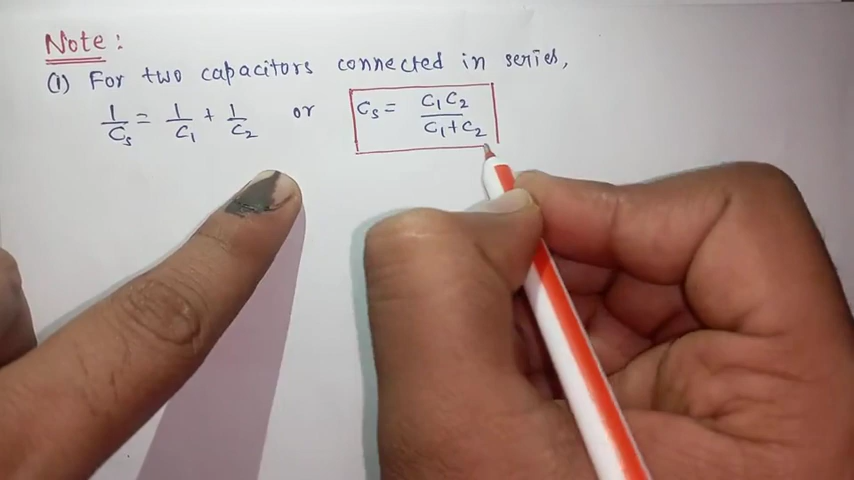 Note:
(1) For two capacitors connected in series,
1/Cs = 1/C1 + 1/C2 or Cs = C1C2/C1+C2